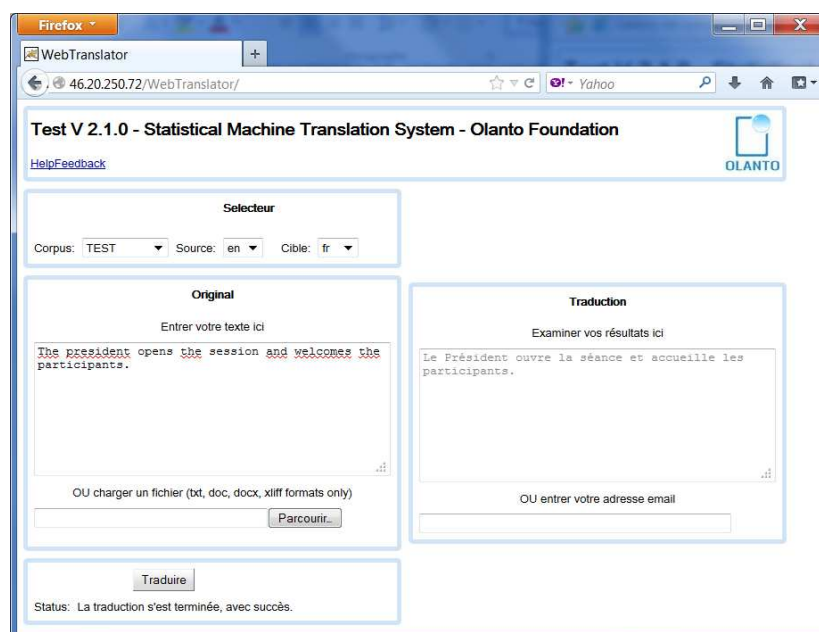 Firefox
WebTranslator
46.20.250.72/WebTranslator/
Yahoo
Test V 2.1.0 - Statistical Machine Translation System - Olanto Foundation
HelpFeedback
OLANTO
Selecteur
Corpus: TEST Source: en Cible: fr
Original
Entrer votre texte ici
The president opens the session and welcomes the
participants.
OU charger un fichier (txt, doc, docx, xliff formats only)
Parcourir...
Traduction
Examiner vos résultats ici
Le Président ouvre la séance et accueille les
participants.
OU entrer votre adresse email
Traduire
Status: La traduction s'est terminée, avec succès.